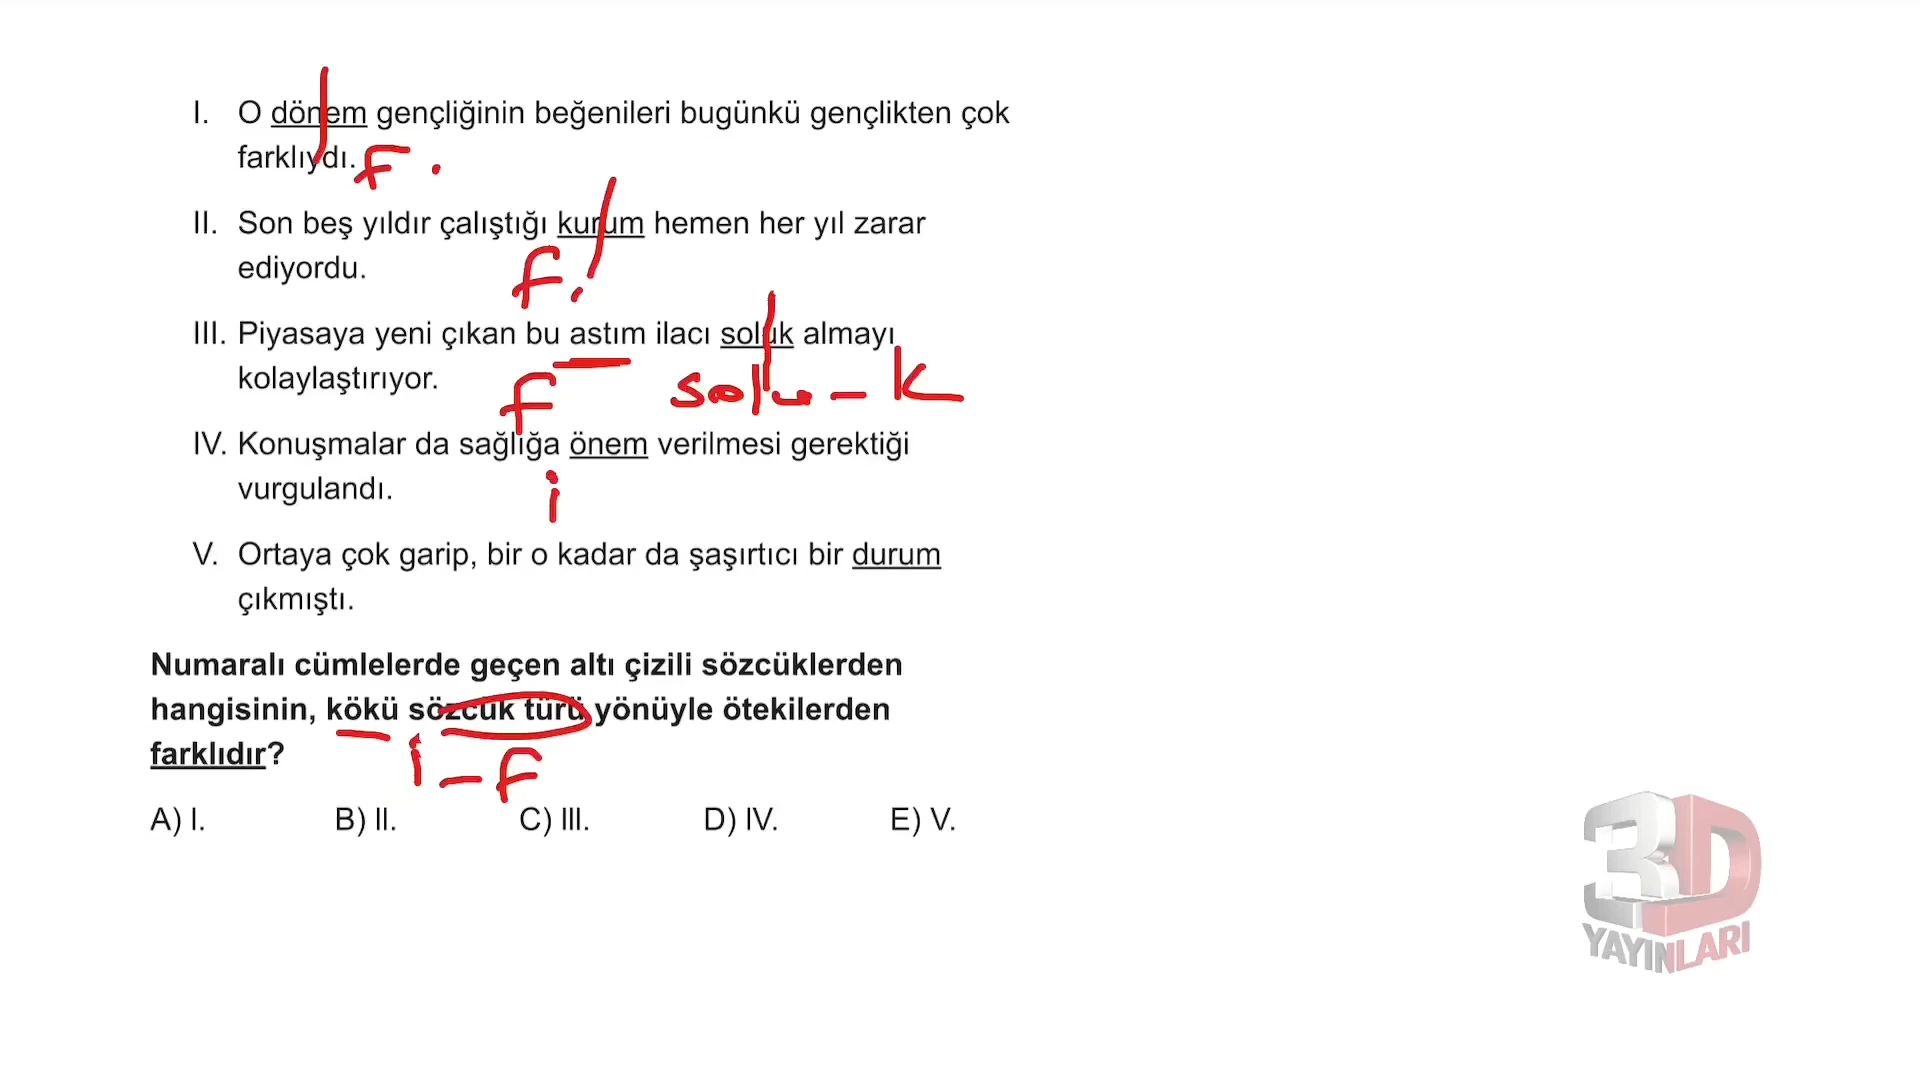 I. O dönem gençliğinin beğenileri bugünkü gençlikten çok
farklıydı.
F.
II. Son beş yıldır çalıştığı kurum hemen her yıl zarar
ediyordu.
F.
III. Piyasaya yeni çıkan bu astım ilacı soluk almayı
kolaylaştırıyor.
F solu - k
IV. Konuşmalar da sağlığa önem verilmesi gerektiği
vurgulandı.
i
V. Ortaya çok garip, bir o kadar da şaşırtıcı bir durum
çıkmıştı.
Numaralı cümlelerde geçen altı çizili sözcüklerden
hangisinin, kökü sözcük türü yönüyle ötekilerden
farklıdır?
i - F
A) I. B) II. C) III. D) IV. E) V.
3D
YAYINLARI